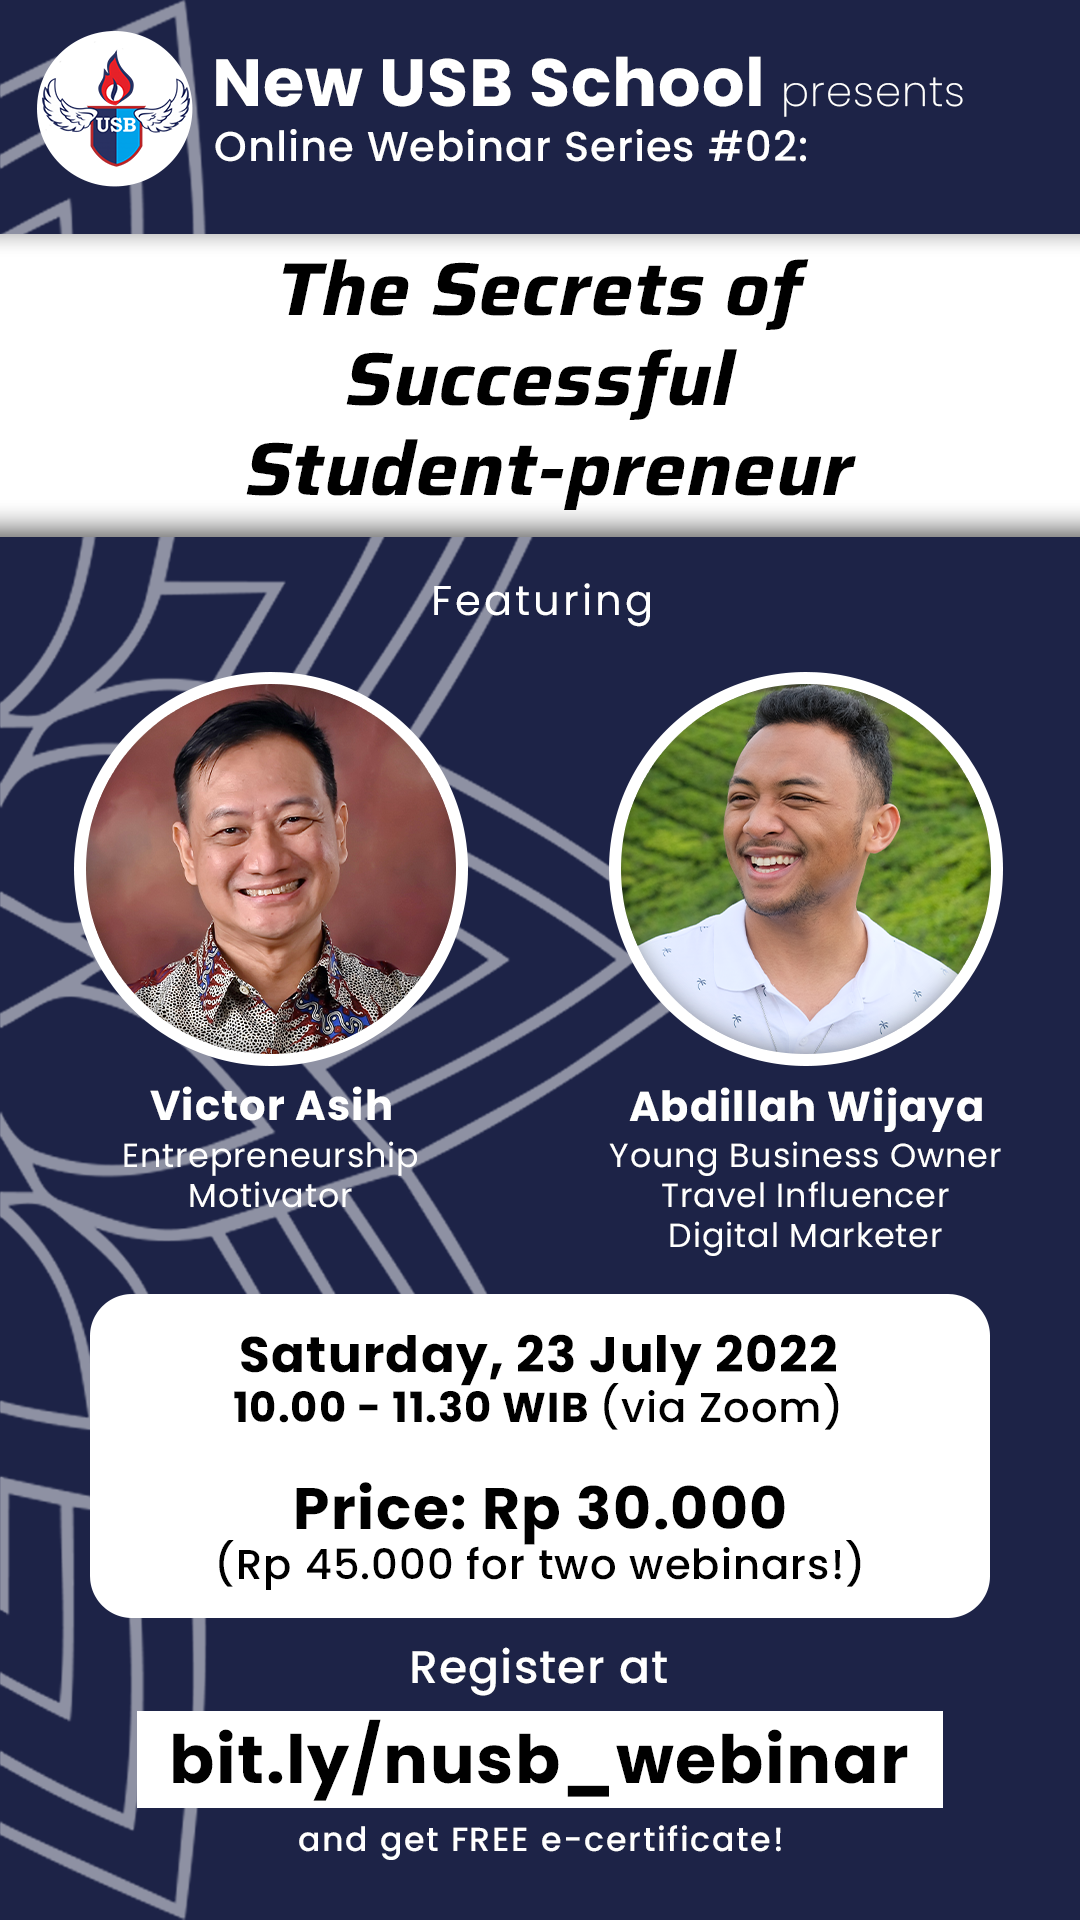 USB
New USB School presents
Online Webinar Series #02:
The Secrets of
Successful
Student-preneur
Featuring
Victor Asih
Entrepreneurship
Motivator
Abdillah Wijaya
Young Business Owner
Travel Influencer
Digital Marketer
Saturday, 23 July 2022
10.00 - 11.30 WIB (via Zoom)
Price: Rp 30.000
(Rp 45.000 for two webinars!)
Register at
bit.ly/nusb_webinar
and get FREE e-certificate!